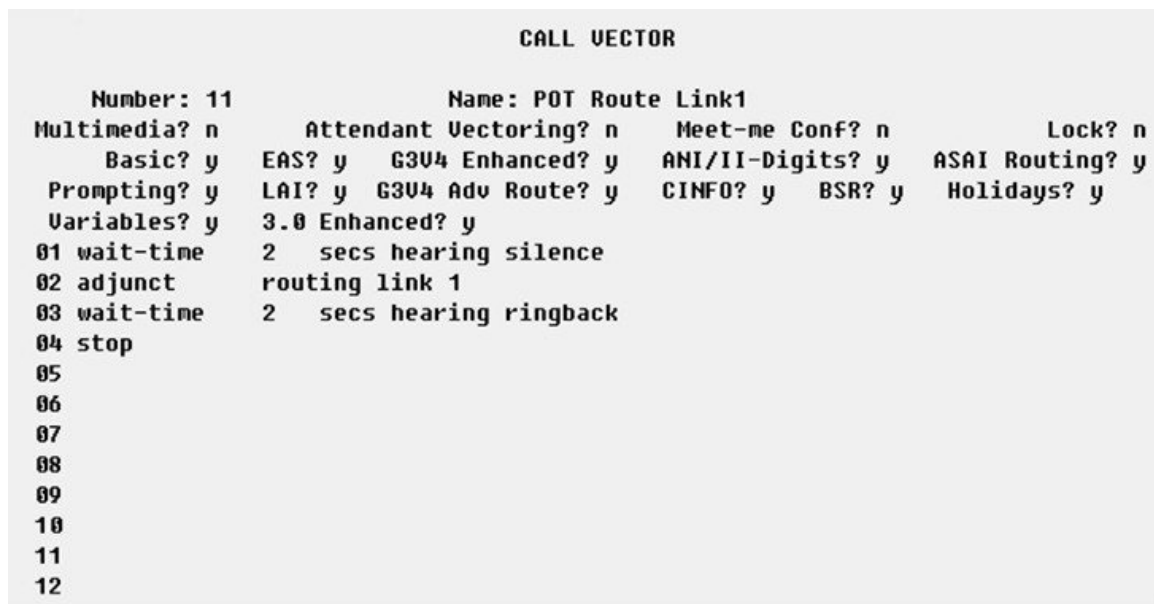 CALL VECTOR
Number: 11 Name: POT Route Link1
Multimedia? n Attendant Vectoring? n Meet-me Conf? n Lock? n
Basic? y EAS? y G3V4 Enhanced? y ANI/II-Digits? y ASAI Routing? y
Prompting? y LAI? y G3V4 Adv Route? y CINFO? y BSR? y Holidays? y
Variables? y 3.0 Enhanced? y
01 wait-time 2 secs hearing silence
02 adjunct routing link 1
03 wait-time 2 secs hearing ringback
04 stop
05
06
07
08
09
10
11
12